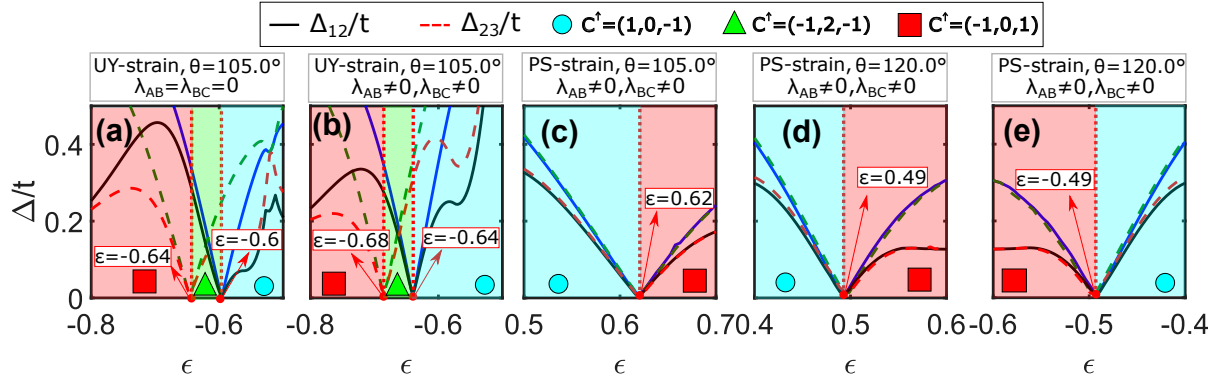 Δ₁₂/t Δ₂₃/t C↑=(1,0,-1) C↑=(-1,2,-1) C↑=(-1,0,1)
UY-strain, θ=105.0°
λAB=λBC=0
UY-strain, θ=105.0°
λAB≠0,λBC≠0
PS-strain, θ=105.0°
λAB≠0,λBC≠0
PS-strain, θ=120.0°
λAB≠0,λBC≠0
PS-strain, θ=120.0°
λAB≠0,λBC≠0
Δ/t
0.4
0.2
0
(a)
ε=-0.64
ε=-0.6
-0.8 -0.6
ϵ
(b)
ε=-0.68
ε=-0.64
-0.8 -0.6
ϵ
(c)
ε=0.62
0.5 0.6 0.7
ϵ
(d)
ε=0.49
0.4 0.5 0.6
ϵ
(e)
ε=-0.49
-0.6 -0.5 -0.4
ϵ